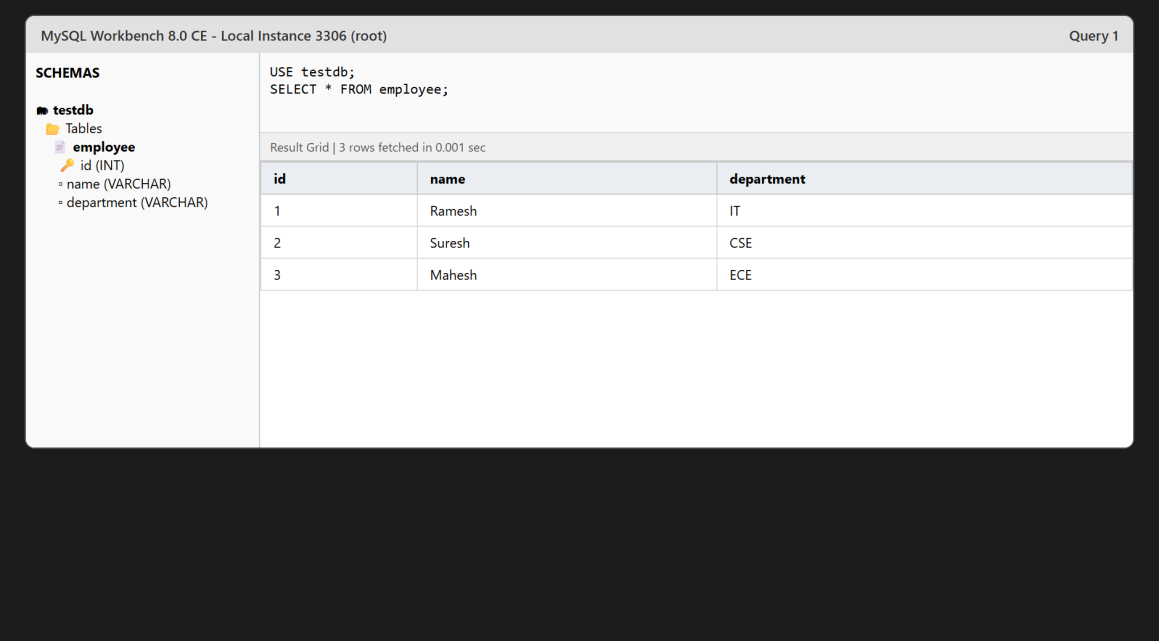 MySQL Workbench 8.0 CE - Local Instance 3306 (root) Query 1
SCHEMAS
testdb
Tables
employee
id (INT)
name (VARCHAR)
department (VARCHAR)
USE testdb;
SELECT * FROM employee;
Result Grid | 3 rows fetched in 0.001 sec
id name department
1 Ramesh IT
2 Suresh CSE
3 Mahesh ECE